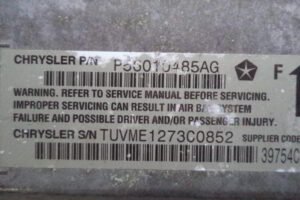 CHRYSLER P/N P56010485AG
F
WARNING. REFER TO SERVICE MANUAL BEFORE SERVICING.
IMPROPER SERVICING CAN RESULT IN AIR BAG SYSTEM
FAILURE AND POSSIBLE DRIVER AND/OR PASSENGER INJURY.
CHRYSLER S/N TUVME1273C0852 SUPPLIER CODE
39754C